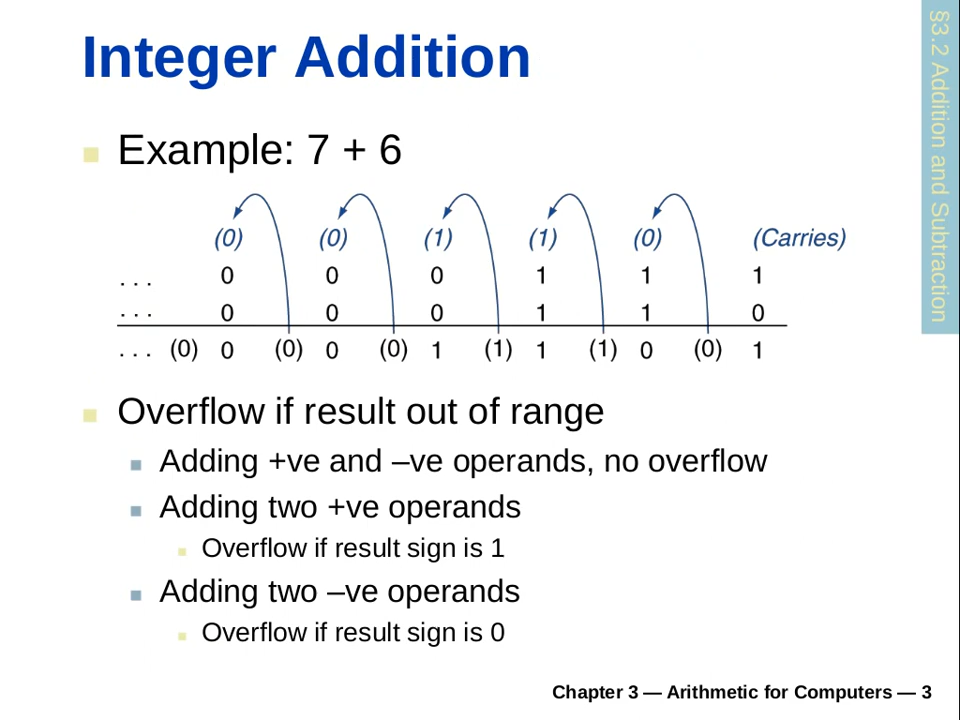 Integer Addition
§3.2 Addition and Subtraction
Example: 7 + 6
(0) (0) (1) (1) (0) (Carries)
. . . 0 0 0 1 1 1
. . . 0 0 0 1 1 0
. . . (0) 0 (0) 0 (0) 1 (1) 1 (1) 0 (0) 1
Overflow if result out of range
Adding +ve and –ve operands, no overflow
Adding two +ve operands
Overflow if result sign is 1
Adding two –ve operands
Overflow if result sign is 0
Chapter 3 — Arithmetic for Computers — 3